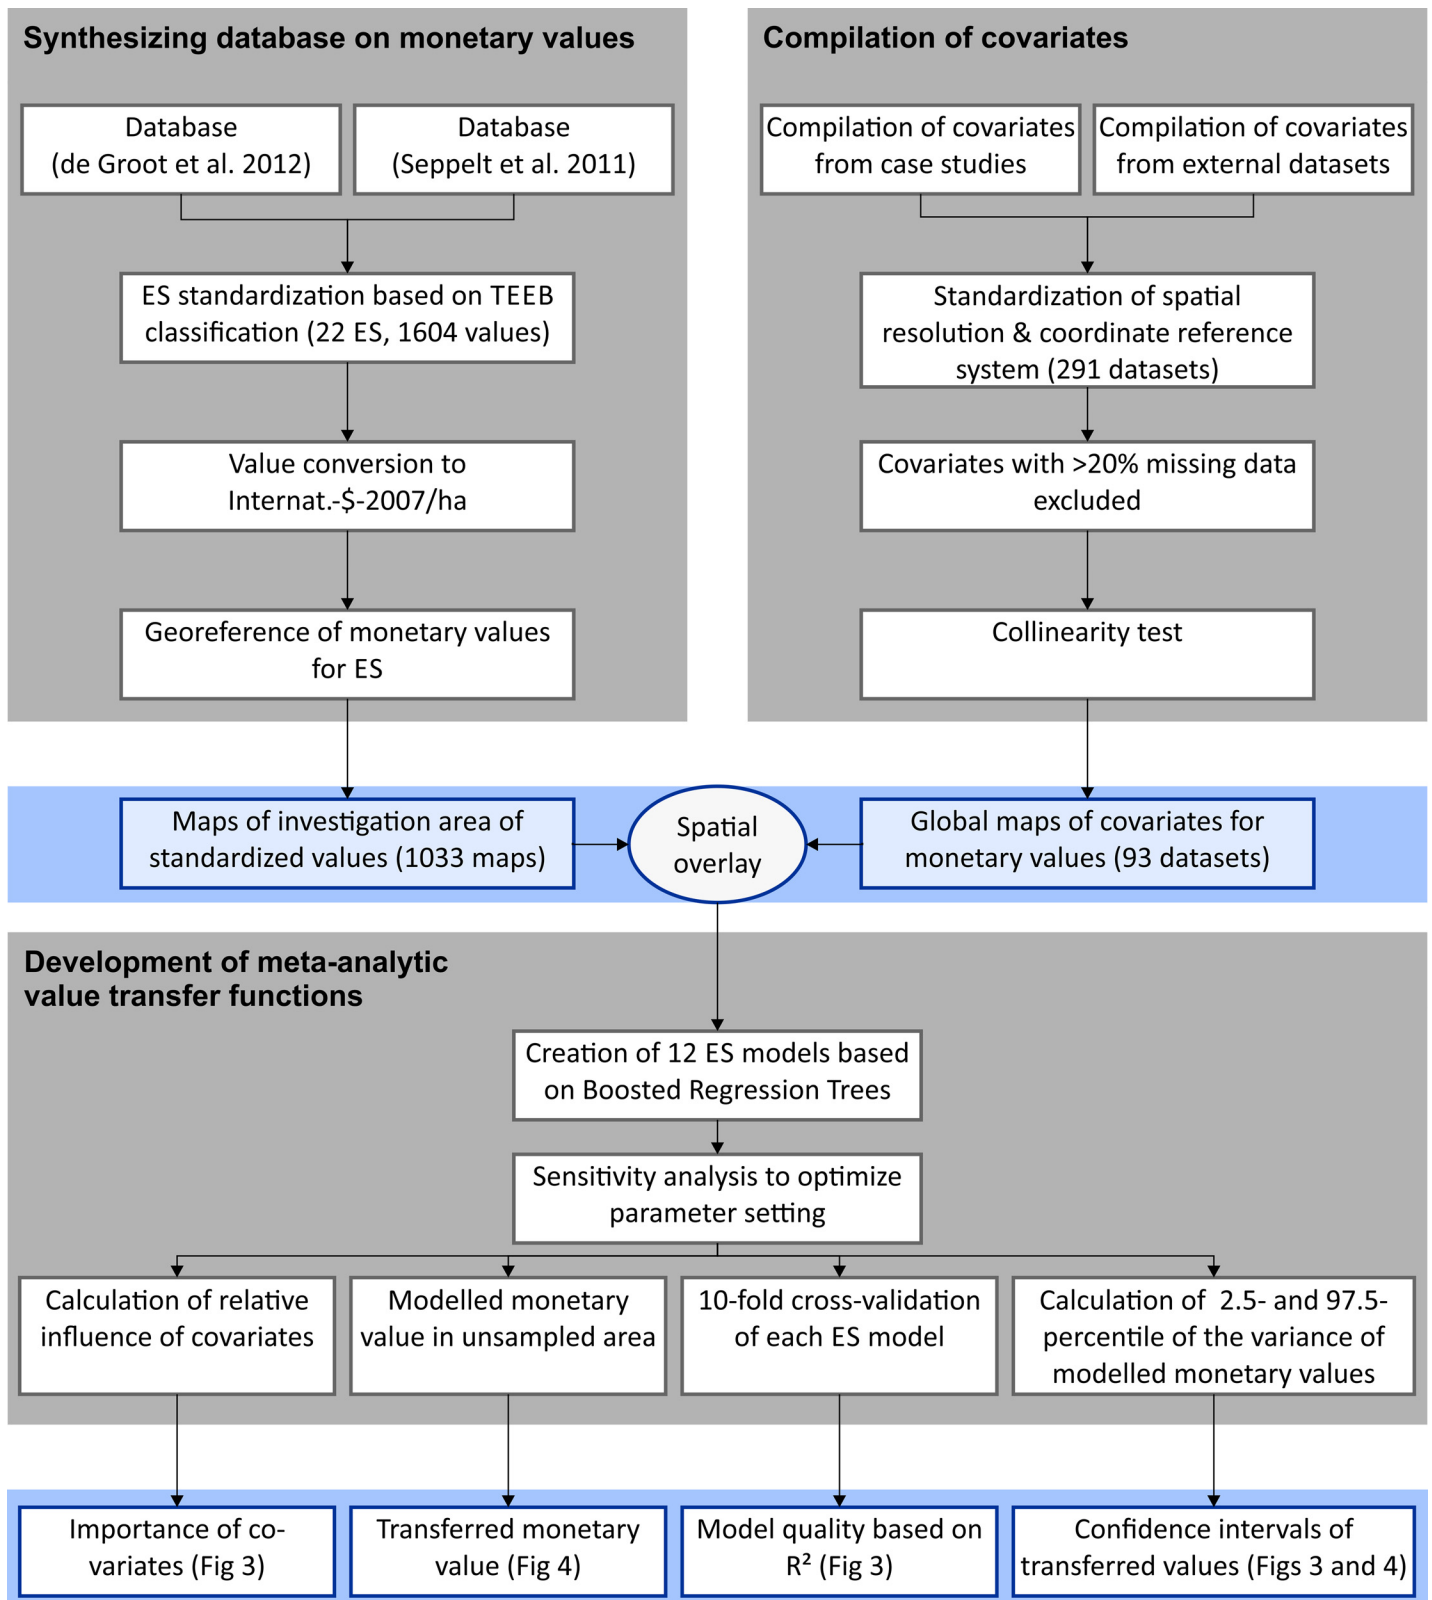 Synthesizing database on monetary values
Database
(de Groot et al. 2012)
Database
(Seppelt et al. 2011)
ES standardization based on TEEB
classification (22 ES, 1604 values)
Value conversion to
Internat.-$-2007/ha
Georeference of monetary values
for ES
Compilation of covariates
Compilation of covariates
from case studies
Compilation of covariates
from external datasets
Standardization of spatial
resolution & coordinate reference
system (291 datasets)
Covariates with >20% missing data
excluded
Collinearity test
Maps of investigation area of
standardized values (1033 maps)
Spatial
overlay
Global maps of covariates for
monetary values (93 datasets)
Development of meta-analytic
value transfer functions
Creation of 12 ES models based
on Boosted Regression Trees
Sensitivity analysis to optimize
parameter setting
Calculation of relative
influence of covariates
Modelled monetary
value in unsampled area
10-fold cross-validation
of each ES model
Calculation of  2.5- and 97.5-
percentile of the variance of
modelled monetary values
Importance of co-
variates (Fig 3)
Transferred monetary
value (Fig 4)
Model quality based on
R² (Fig 3)
Confidence intervals of
transferred values (Figs 3 and 4)